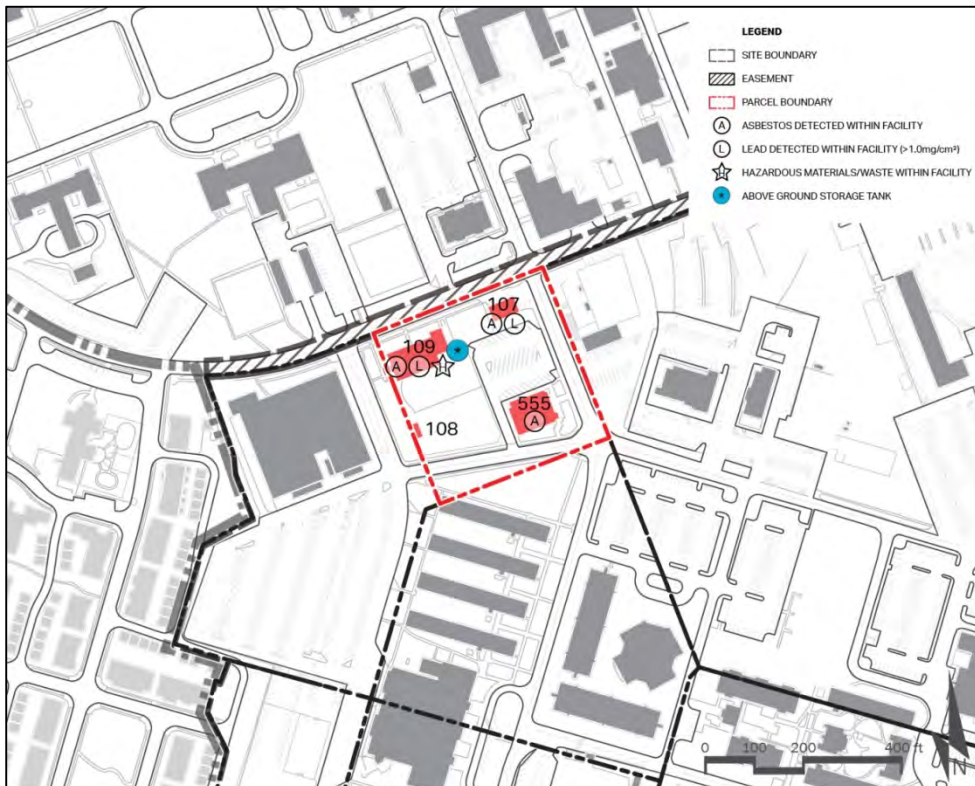 LEGEND
SITE BOUNDARY
EASEMENT
PARCEL BOUNDARY
A ASBESTOS DETECTED WITHIN FACILITY
L LEAD DETECTED WITHIN FACILITY (>1.0mg/cm²)
H HAZARDOUS MATERIALS/WASTE WITHIN FACILITY
* ABOVE GROUND STORAGE TANK
107
A L
109
*
A L H
555
A
108
0 100 200 400 ft
N